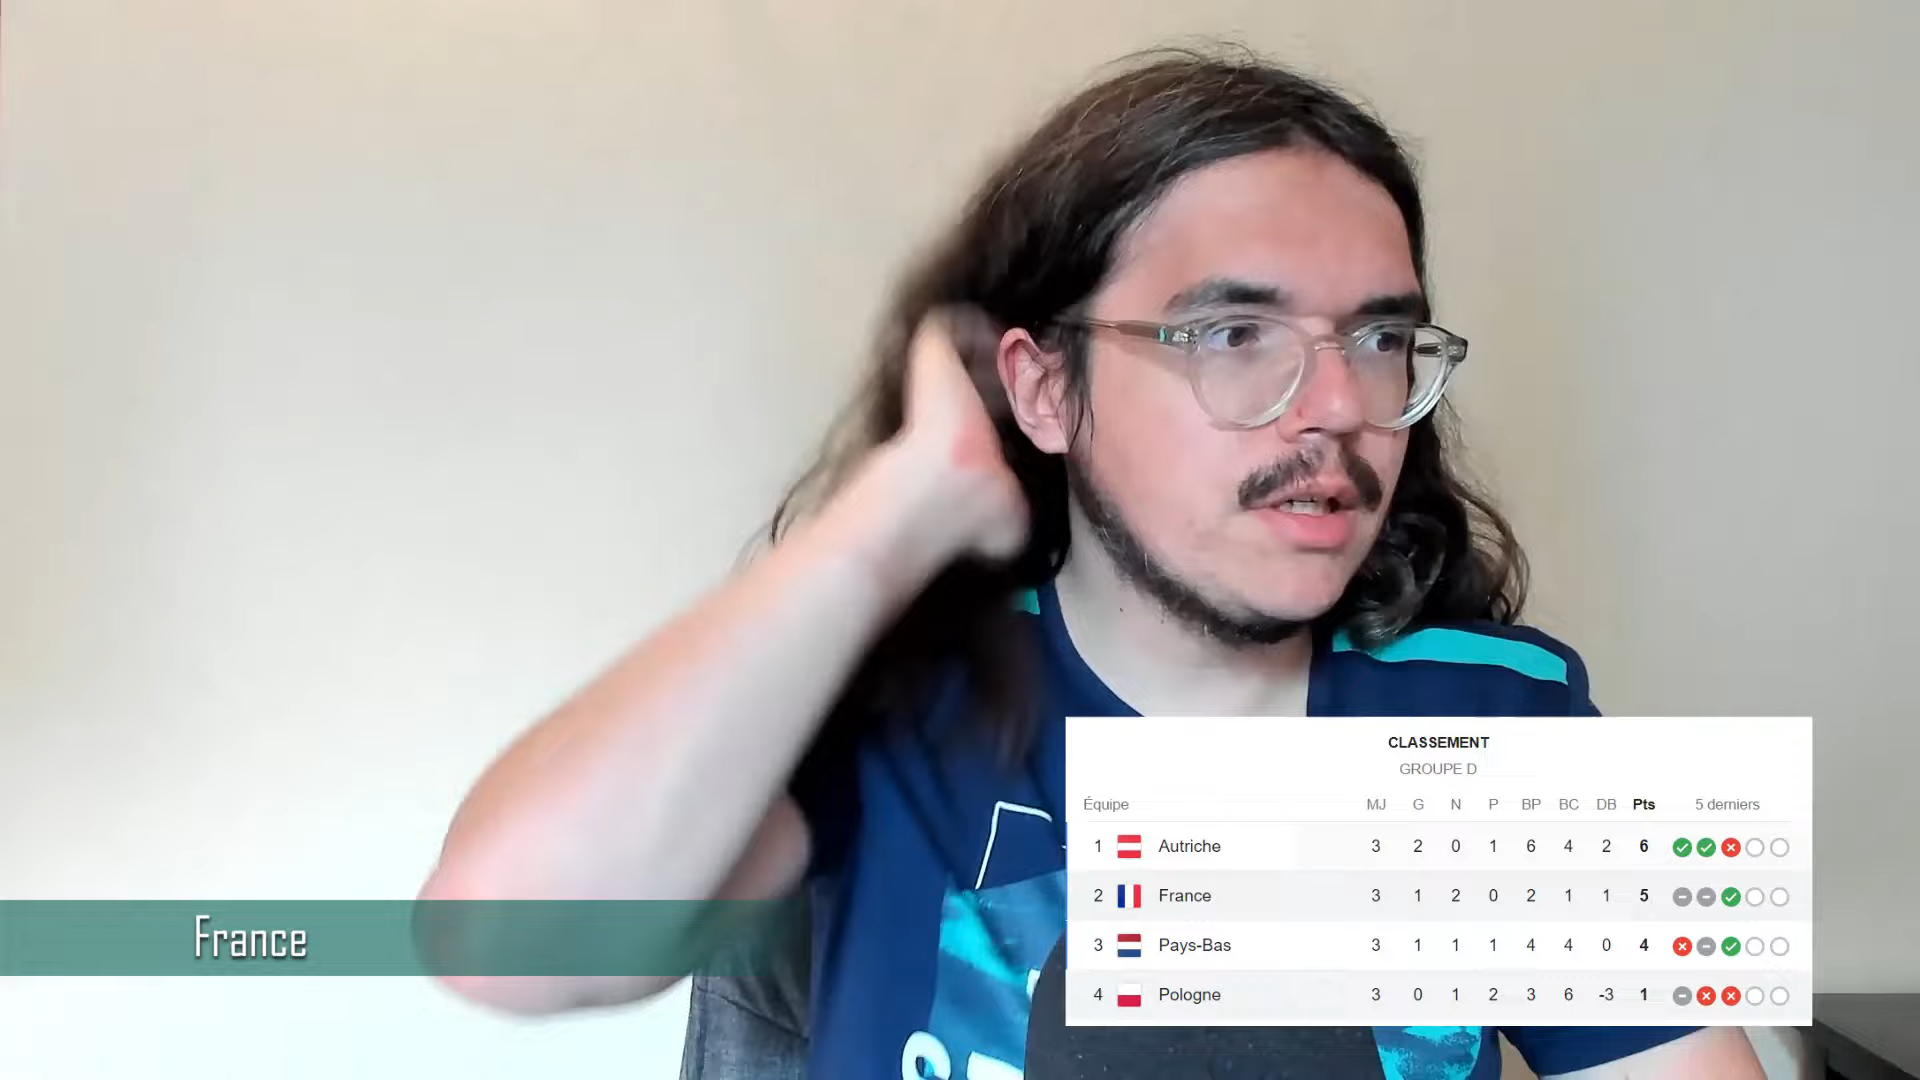 CLASSEMENT
GROUPE D
Équipe MJ G N P BP BC DB Pts 5 derniers
1 Autriche 3 2 0 1 6 4 2 6
2 France 3 1 2 0 2 1 1 5
3 Pays-Bas 3 1 1 1 4 4 0 4
4 Pologne 3 0 1 2 3 6 -3 1
France